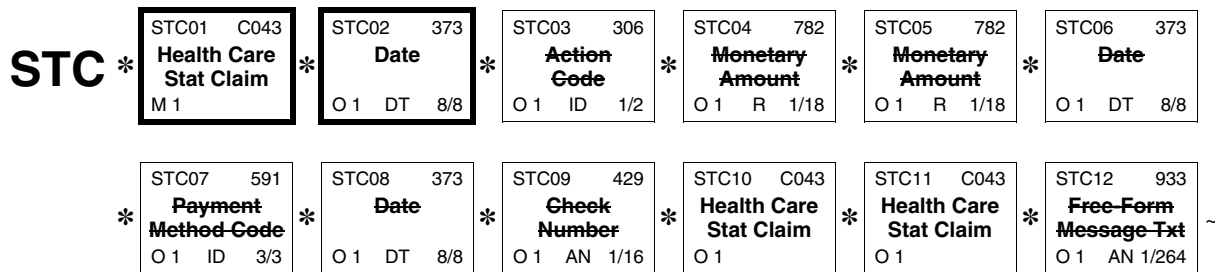 STC * STC01 C043 * STC02 373 * STC03 306 * STC04 782 * STC05 782 * STC06 373
Health Care Date Action Monetary Monetary Date
Stat Claim Code Amount Amount
M 1 O 1 DT 8/8 O 1 ID 1/2 O 1 R 1/18 O 1 R 1/18 O 1 DT 8/8
* STC07 591 * STC08 373 * STC09 429 * STC10 C043 * STC11 C043 * STC12 933 ~
Payment Date Check Health Care Health Care Free-Form
Method Code Number Stat Claim Stat Claim Message Txt
O 1 ID 3/3 O 1 DT 8/8 O 1 AN 1/16 O 1 O 1 O 1 AN 1/264